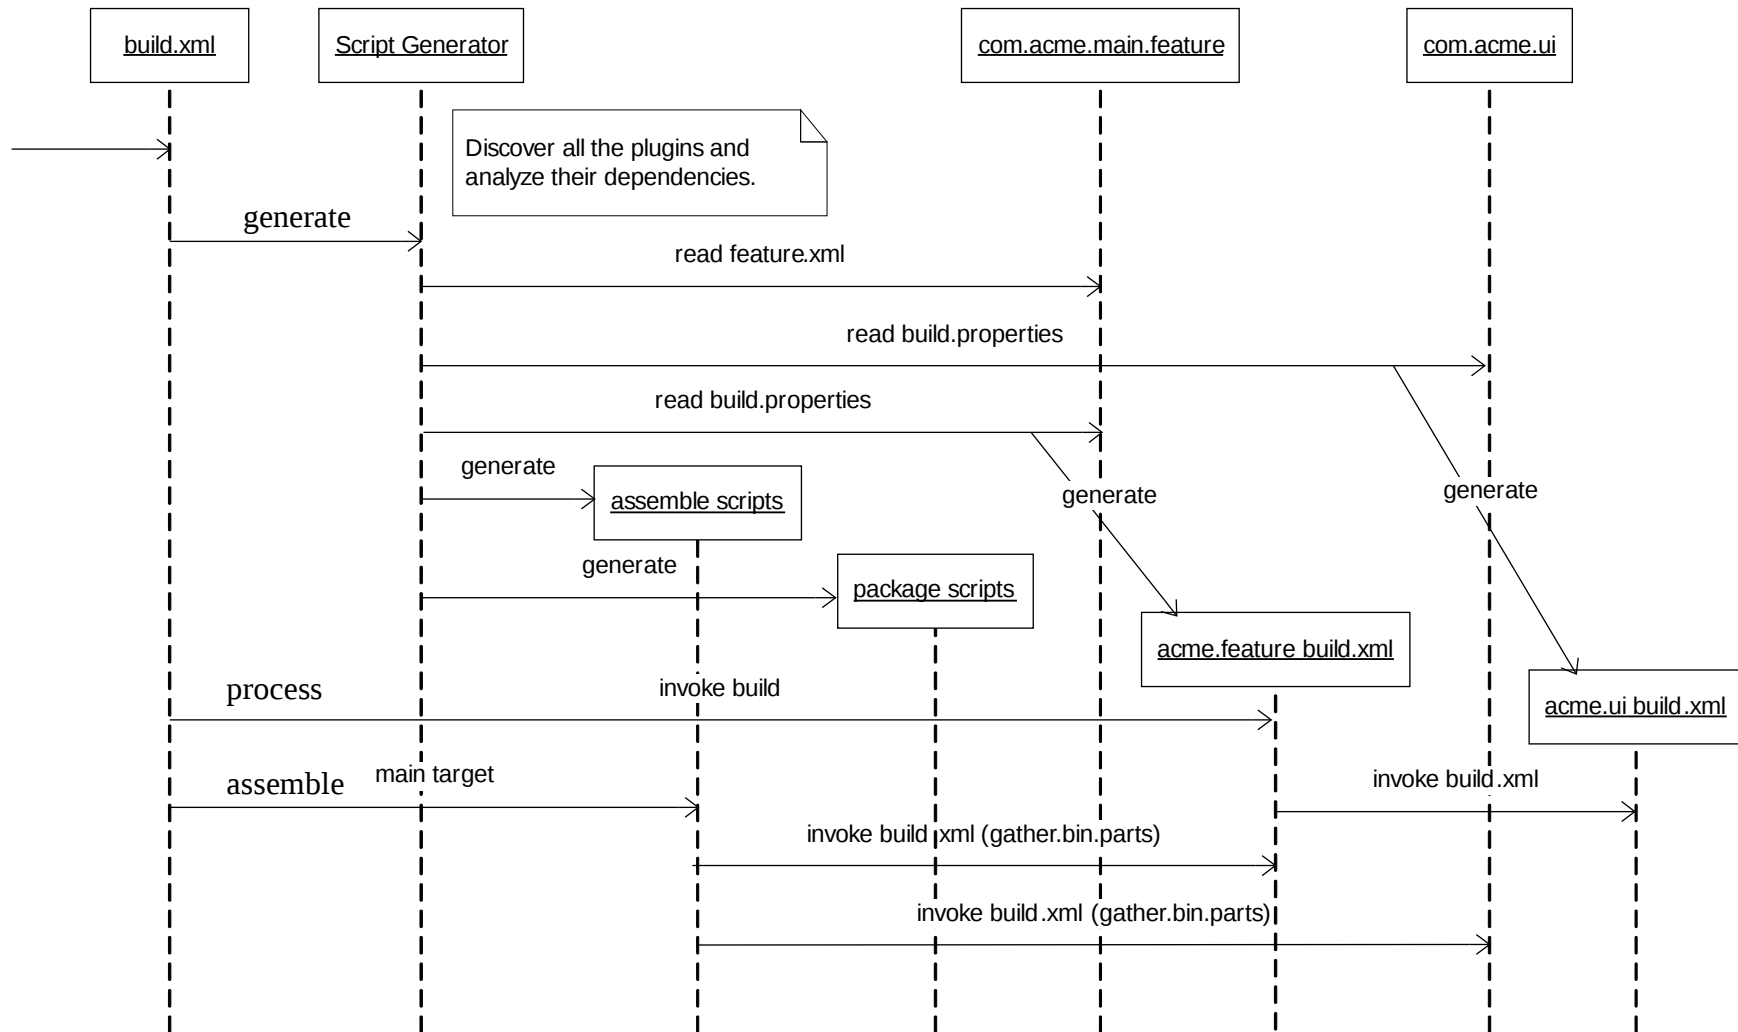 build.xml
Script Generator
com.acme.main.feature
com.acme.ui
Discover all the plugins and
analyze their dependencies.
generate
read feature.xml
read build.properties
read build.properties
generate
assemble scripts
generate
generate
generate
package scripts
acme.feature build.xml
process
invoke build
acme.ui build.xml
assemble
main target
invoke build.xml
invoke build.xml (gather.bin.parts)
invoke build.xml (gather.bin.parts)